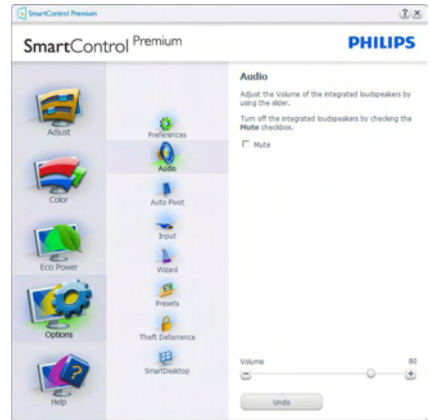 SmartControl Premium
SmartControl Premium
PHILIPS
Adjust
Color
Eco Power
Options
Help
Preferences
Audio
Auto Pivot
Input
Wizard
Presets
Theft Deterrence
SmartDesktop
Audio
Adjust the Volume of the integrated loudspeakers by
using the slider.
Turn off the integrated loudspeakers by checking the
Mute checkbox.
Mute
Volume
80
Undo